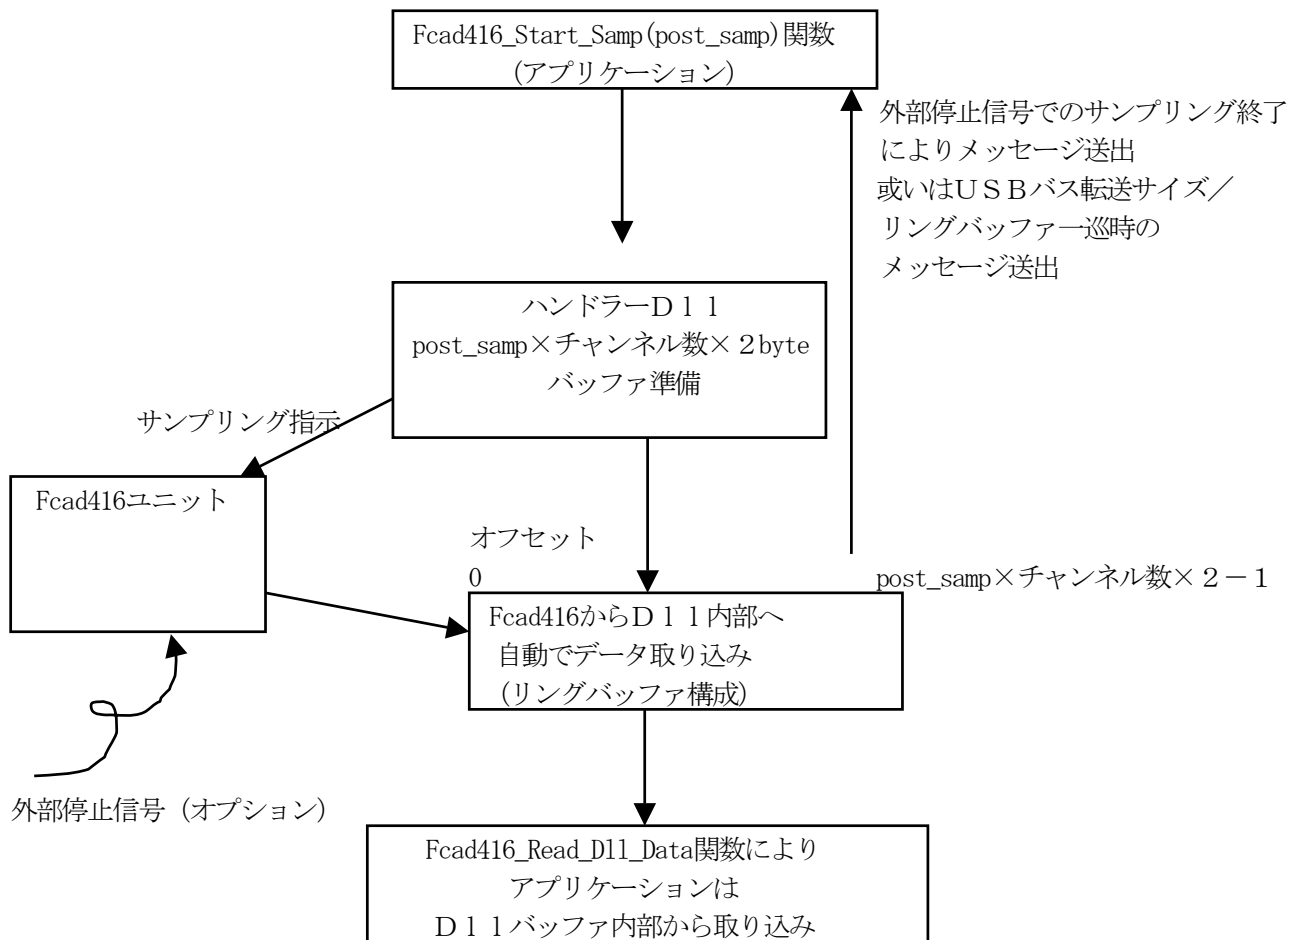 Fcad416_Start_Samp(post_samp)関数
(アプリケーション)
外部停止信号でのサンプリング終了
によりメッセージ送出
或いはＵＳＢバス転送サイズ／
リングバッファ一巡時の
メッセージ送出
ハンドラーＤｌｌ
post_samp×チャンネル数×２byte
バッファ準備
サンプリング指示
Fcad416ユニット
オフセット
0
post_samp×チャンネル数×２－１
Fcad416からＤｌｌ内部へ
自動でデータ取り込み
(リングバッファ構成)
外部停止信号（オプション）
Fcad416_Read_Dll_Data関数により
アプリケーションは
Ｄｌｌバッファ内部から取り込み